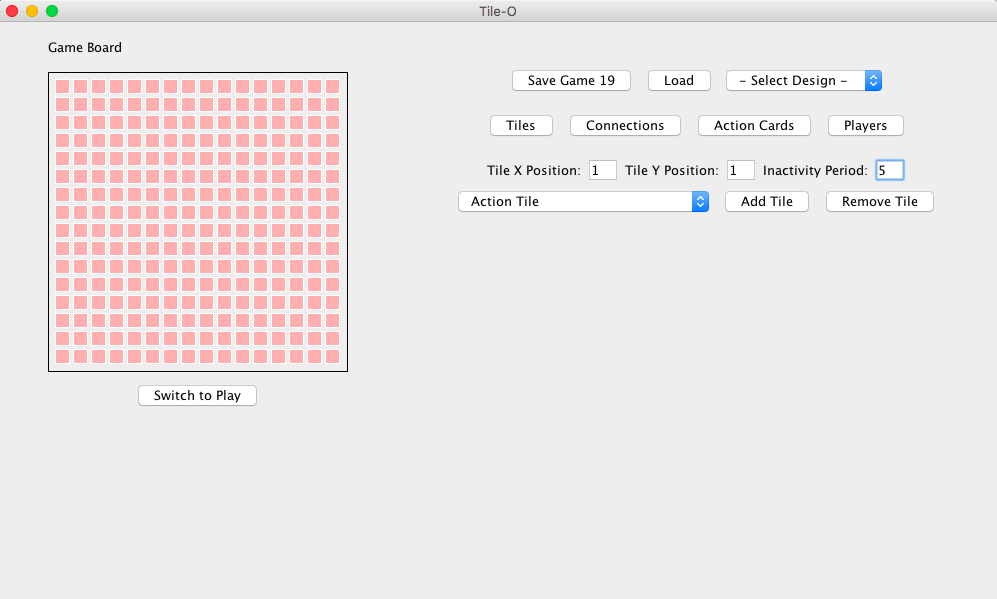 Tile-O
Game Board
Save Game 19 Load – Select Design –
Tiles Connections Action Cards Players
Tile X Position: 1 Tile Y Position: 1 Inactivity Period: 5
Action Tile Add Tile Remove Tile
Switch to Play